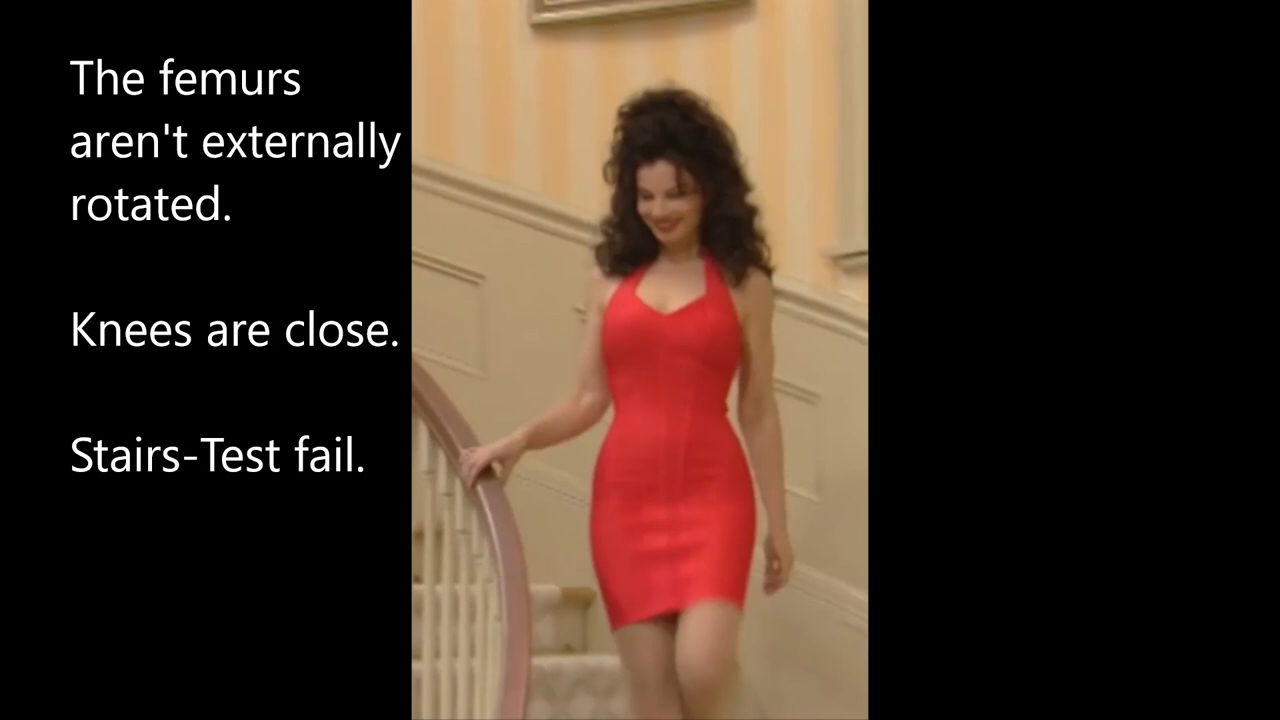 The femurs
aren't externally
rotated.
Knees are close.
Stairs-Test fail.